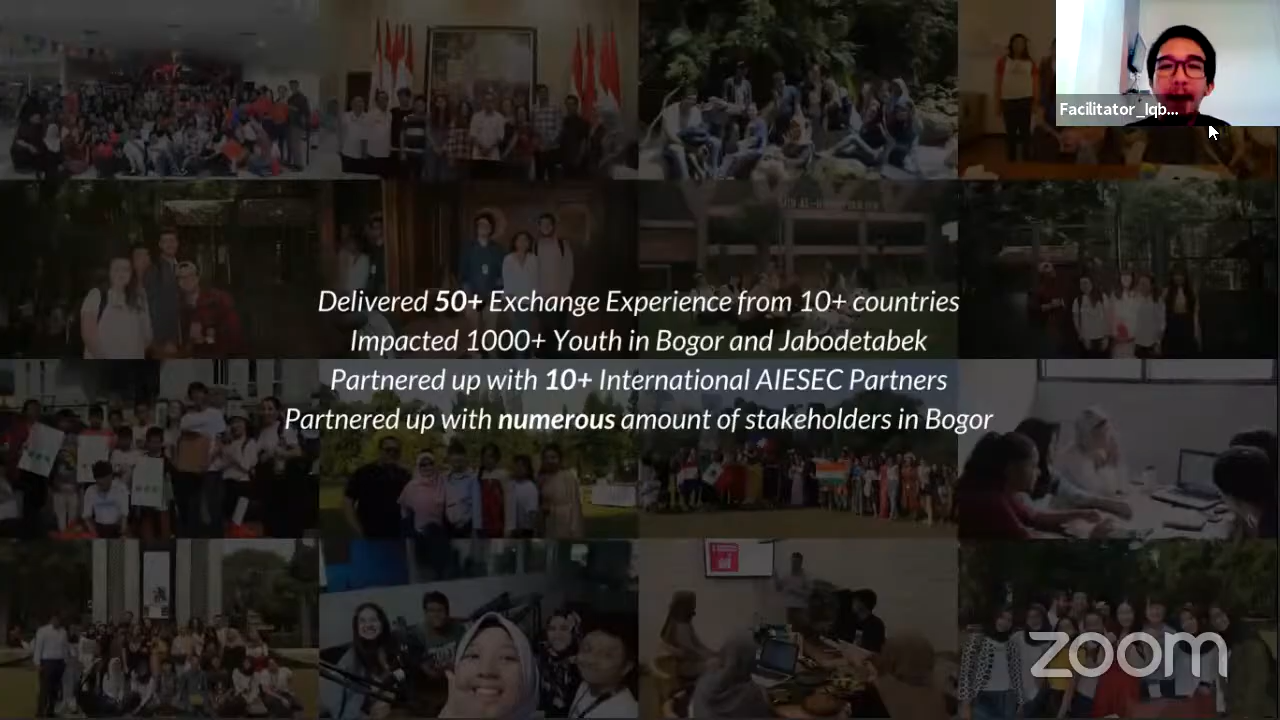 Facilitator_Iqb...
Delivered 50+ Exchange Experience from 10+ countries
Impacted 1000+ Youth in Bogor and Jabodetabek
Partnered up with 10+ International AIESEC Partners
Partnered up with numerous amount of stakeholders in Bogor
zoom